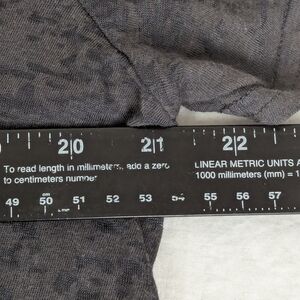 20 21 22
To read length in millimeters, add a zero
to centimeters number
LINEAR METRIC UNITS A
1000 millimeters (mm) = 1
49 50 51 52 53 54 55 56 57